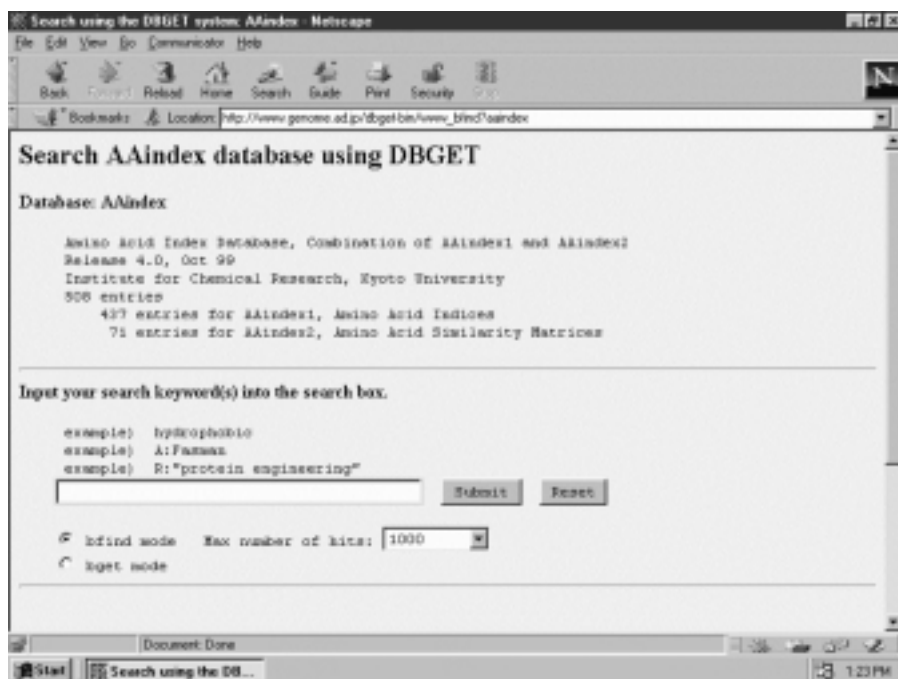 Search using the DBGET system: AAindex - Netscape
File Edit View Go Communicator Help
Back Forward Reload Home Search Guide Print Security Stop
N
Bookmarks Location: http://www.genome.ad.jp/dbget-bin/www_bfind?aaindex
Search AAindex database using DBGET
Database: AAindex
Amino Acid Index Database, Combination of AAindex1 and AAindex2
Release 4.0, Oct 99
Institute for Chemical Research, Kyoto University
508 entries
437 entries for AAindex1, Amino Acid Indices
71 entries for AAindex2, Amino Acid Similarity Matrices
Input your search keyword(s) into the search box.
example) hydrophobic
example) A:Fasman
example) R:"protein engineering"
Submit Reset
bfind mode Max number of hits: 1000
bget mode
Document: Done
Start Search using the DB... 1:23 PM